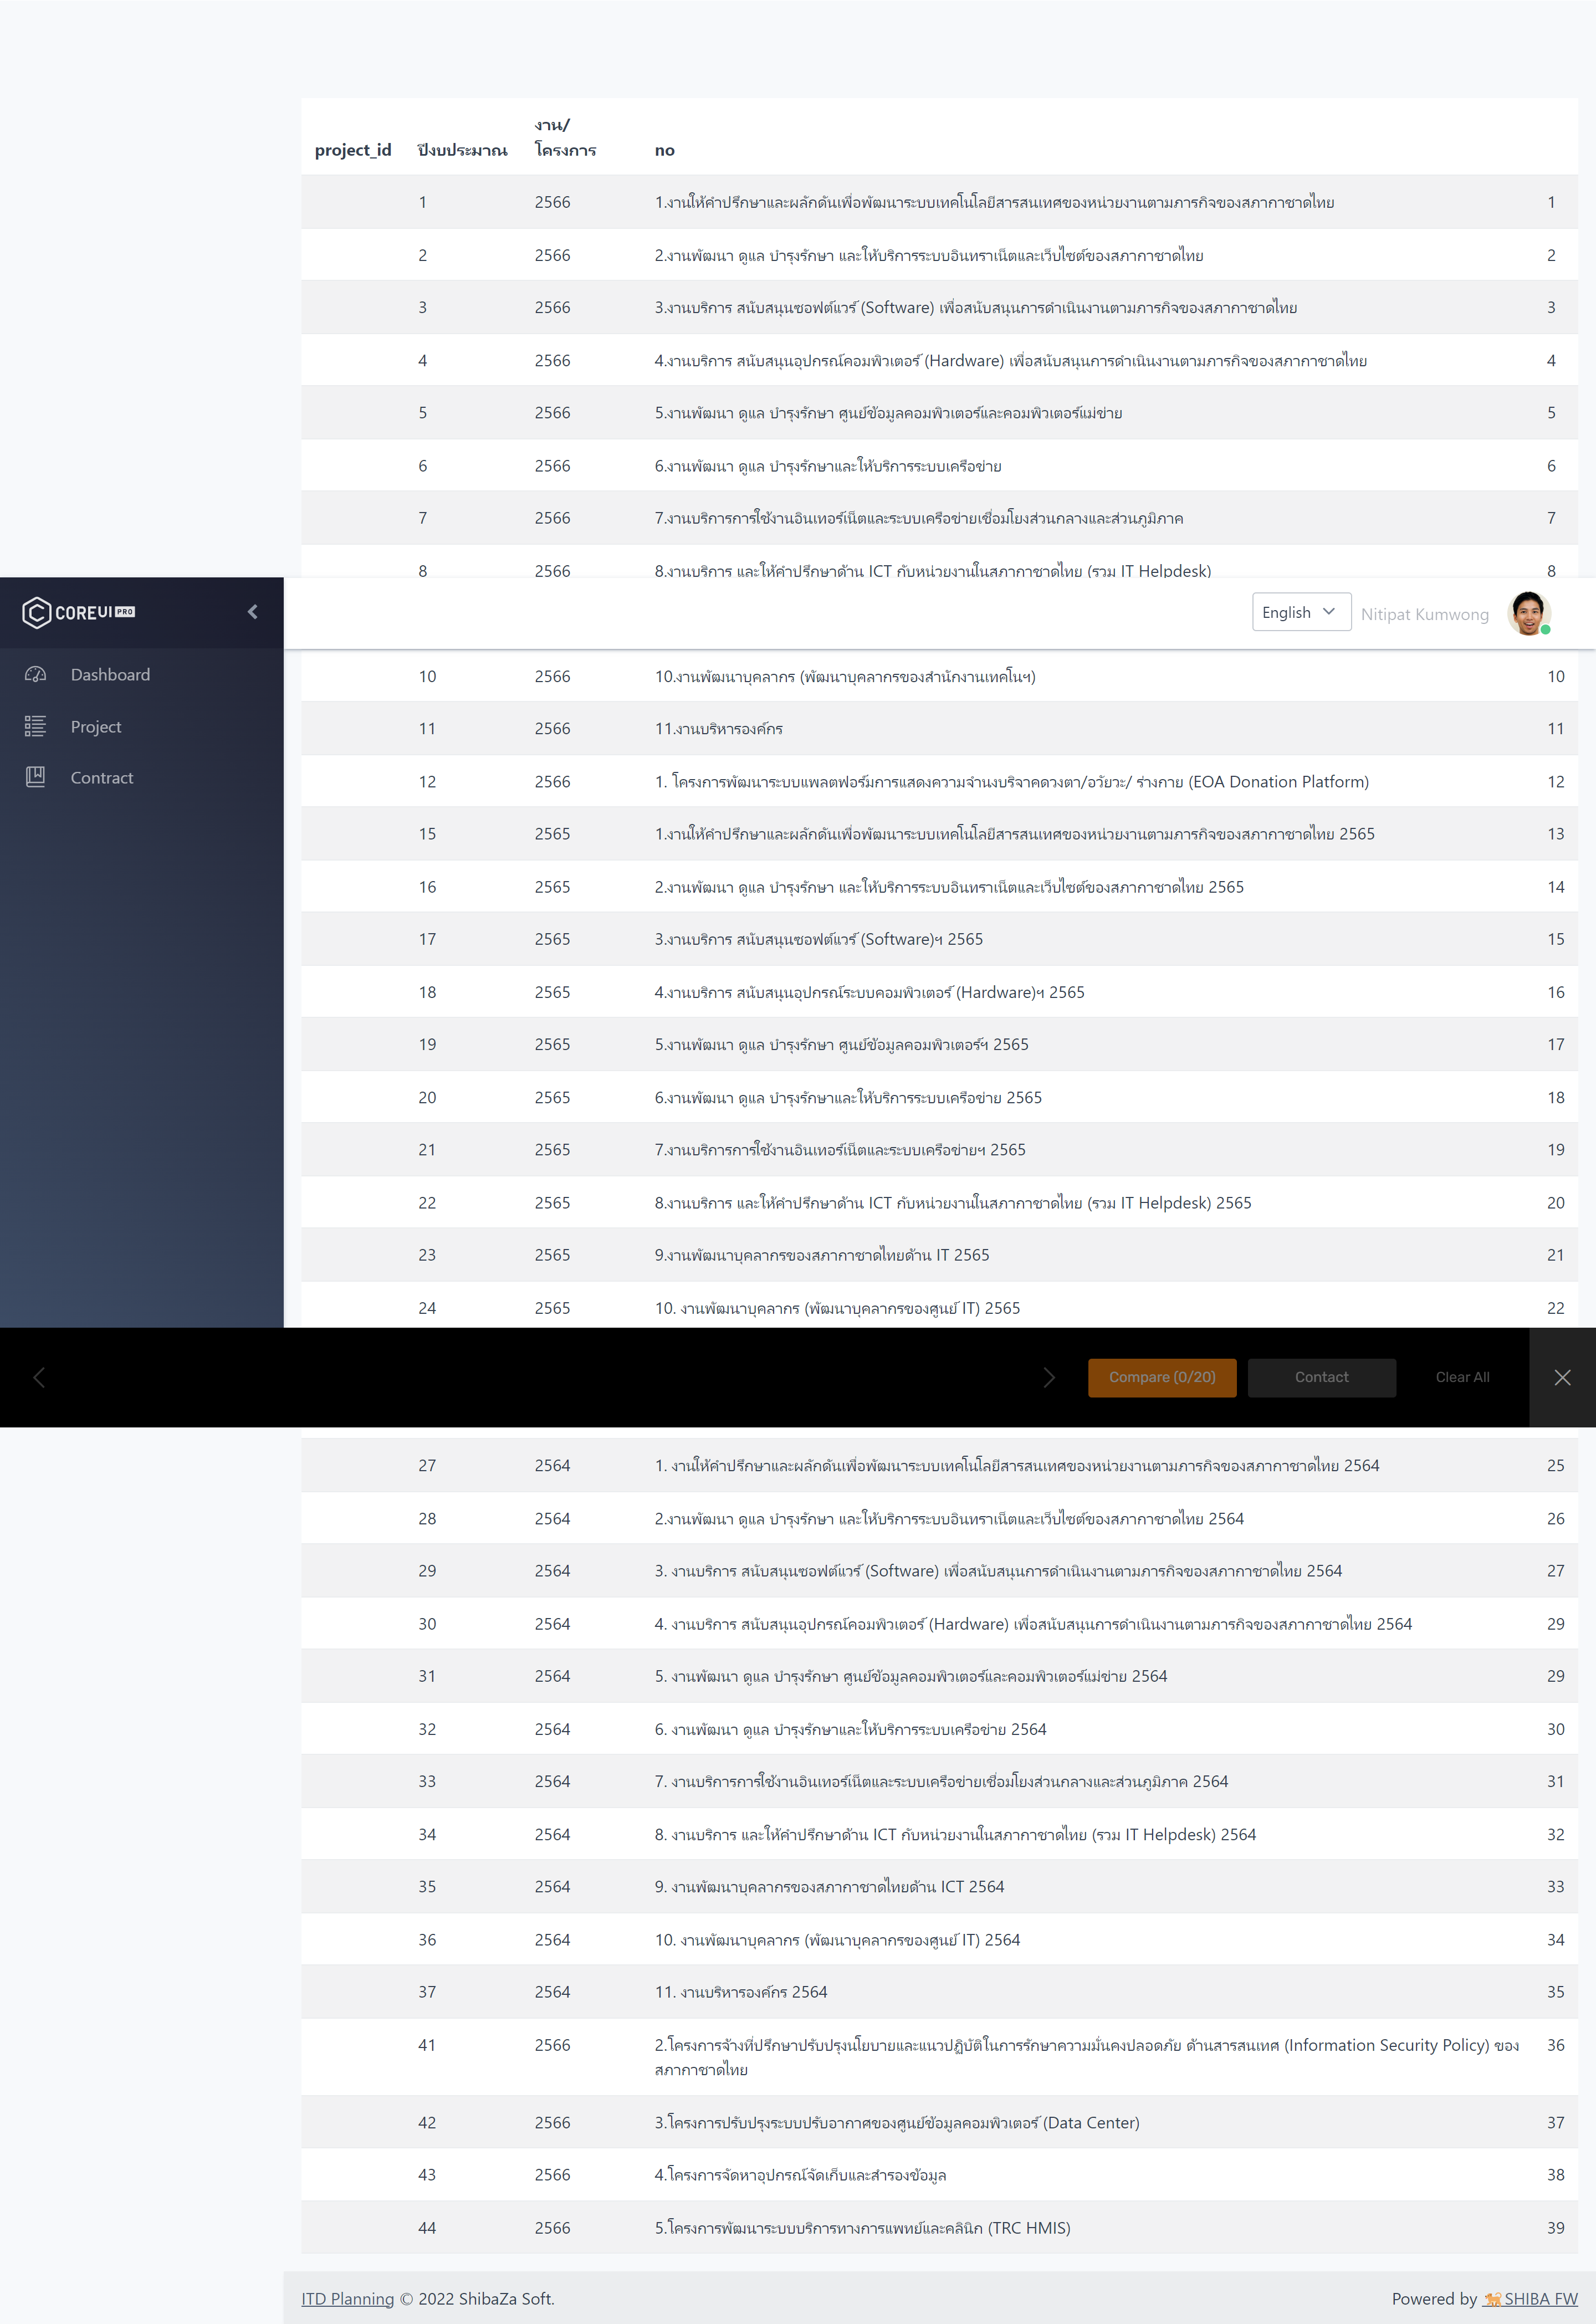 งาน/
project_id ปีงบประมาณ โครงการ no
1 2566 1.งานให้คำปรึกษาและผลักดันเพื่อพัฒนาระบบเทคโนโลยีสารสนเทศของหน่วยงานตามภารกิจของสภากาชาดไทย 1
2 2566 2.งานพัฒนา ดูแล บำรุงรักษา และให้บริการระบบอินทราเน็ตและเว็บไซต์ของสภากาชาดไทย 2
3 2566 3.งานบริการ สนับสนุนซอฟต์แวร์ (Software) เพื่อสนับสนุนการดำเนินงานตามภารกิจของสภากาชาดไทย 3
4 2566 4.งานบริการ สนับสนุนอุปกรณ์คอมพิวเตอร์ (Hardware) เพื่อสนับสนุนการดำเนินงานตามภารกิจของสภากาชาดไทย 4
5 2566 5.งานพัฒนา ดูแล บำรุงรักษา ศูนย์ข้อมูลคอมพิวเตอร์และคอมพิวเตอร์แม่ข่าย 5
6 2566 6.งานพัฒนา ดูแล บำรุงรักษาและให้บริการระบบเครือข่าย 6
7 2566 7.งานบริการการใช้งานอินเทอร์เน็ตและระบบเครือข่ายเชื่อมโยงส่วนกลางและส่วนภูมิภาค 7
8 2566 8.งานบริการ และให้คำปรึกษาด้าน ICT กับหน่วยงานในสภากาชาดไทย (รวม IT Helpdesk) 8
COREUI PRO
English Nitipat Kumwong
Dashboard
Project
Contract
10 2566 10.งานพัฒนาบุคลากร (พัฒนาบุคลากรของสำนักงานเทคโนฯ) 10
11 2566 11.งานบริหารองค์กร 11
12 2566 1. โครงการพัฒนาระบบแพลตฟอร์มการแสดงความจำนงบริจาคดวงตา/อวัยวะ/ ร่างกาย (EOA Donation Platform) 12
15 2565 1.งานให้คำปรึกษาและผลักดันเพื่อพัฒนาระบบเทคโนโลยีสารสนเทศของหน่วยงานตามภารกิจของสภากาชาดไทย 2565 13
16 2565 2.งานพัฒนา ดูแล บำรุงรักษา และให้บริการระบบอินทราเน็ตและเว็บไซต์ของสภากาชาดไทย 2565 14
17 2565 3.งานบริการ สนับสนุนซอฟต์แวร์ (Software)ฯ 2565 15
18 2565 4.งานบริการ สนับสนุนอุปกรณ์ระบบคอมพิวเตอร์ (Hardware)ฯ 2565 16
19 2565 5.งานพัฒนา ดูแล บำรุงรักษา ศูนย์ข้อมูลคอมพิวเตอร์ฯ 2565 17
20 2565 6.งานพัฒนา ดูแล บำรุงรักษาและให้บริการระบบเครือข่าย 2565 18
21 2565 7.งานบริการการใช้งานอินเทอร์เน็ตและระบบเครือข่ายฯ 2565 19
22 2565 8.งานบริการ และให้คำปรึกษาด้าน ICT กับหน่วยงานในสภากาชาดไทย (รวม IT Helpdesk) 2565 20
23 2565 9.งานพัฒนาบุคลากรของสภากาชาดไทยด้าน IT 2565 21
24 2565 10. งานพัฒนาบุคลากร (พัฒนาบุคลากรของศูนย์ IT) 2565 22
Compare (0/20) Contact Clear All
27 2564 1. งานให้คำปรึกษาและผลักดันเพื่อพัฒนาระบบเทคโนโลยีสารสนเทศของหน่วยงานตามภารกิจของสภากาชาดไทย 2564 25
28 2564 2.งานพัฒนา ดูแล บำรุงรักษา และให้บริการระบบอินทราเน็ตและเว็บไซต์ของสภากาชาดไทย 2564 26
29 2564 3. งานบริการ สนับสนุนซอฟต์แวร์ (Software) เพื่อสนับสนุนการดำเนินงานตามภารกิจของสภากาชาดไทย 2564 27
30 2564 4. งานบริการ สนับสนุนอุปกรณ์คอมพิวเตอร์ (Hardware) เพื่อสนับสนุนการดำเนินงานตามภารกิจของสภากาชาดไทย 2564 29
31 2564 5. งานพัฒนา ดูแล บำรุงรักษา ศูนย์ข้อมูลคอมพิวเตอร์และคอมพิวเตอร์แม่ข่าย 2564 29
32 2564 6. งานพัฒนา ดูแล บำรุงรักษาและให้บริการระบบเครือข่าย 2564 30
33 2564 7. งานบริการการใช้งานอินเทอร์เน็ตและระบบเครือข่ายเชื่อมโยงส่วนกลางและส่วนภูมิภาค 2564 31
34 2564 8. งานบริการ และให้คำปรึกษาด้าน ICT กับหน่วยงานในสภากาชาดไทย (รวม IT Helpdesk) 2564 32
35 2564 9. งานพัฒนาบุคลากรของสภากาชาดไทยด้าน ICT 2564 33
36 2564 10. งานพัฒนาบุคลากร (พัฒนาบุคลากรของศูนย์ IT) 2564 34
37 2564 11. งานบริหารองค์กร 2564 35
41 2566 2.โครงการจ้างที่ปรึกษาปรับปรุงนโยบายและแนวปฏิบัติในการรักษาความมั่นคงปลอดภัย ด้านสารสนเทศ (Information Security Policy) ของ 36
สภากาชาดไทย
42 2566 3.โครงการปรับปรุงระบบปรับอากาศของศูนย์ข้อมูลคอมพิวเตอร์ (Data Center) 37
43 2566 4.โครงการจัดหาอุปกรณ์จัดเก็บและสำรองข้อมูล 38
44 2566 5.โครงการพัฒนาระบบบริการทางการแพทย์และคลินิก (TRC HMIS) 39
ITD Planning © 2022 ShibaZa Soft. Powered by SHIBA FW